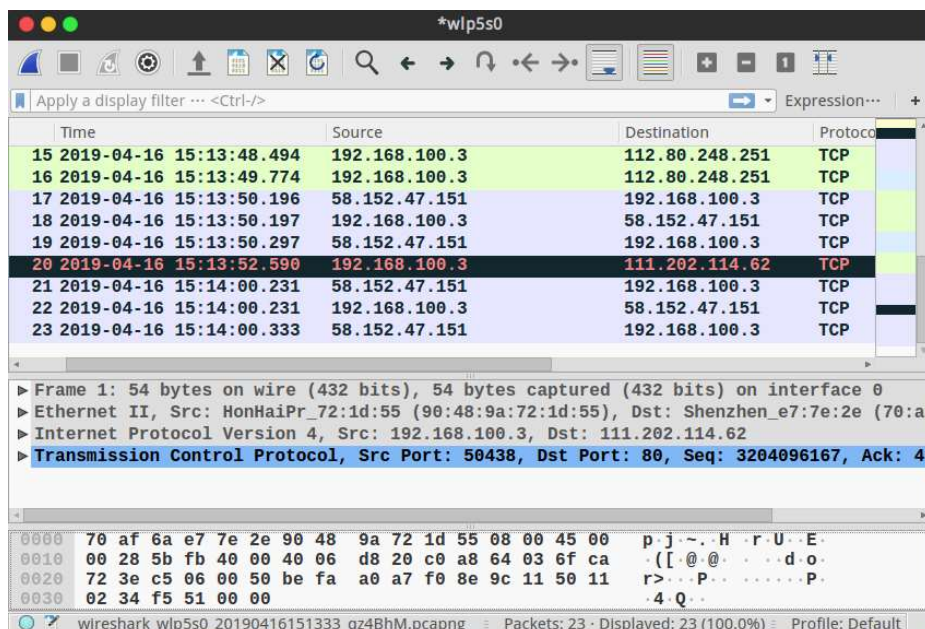 *wlp5s0
Apply a display filter ··· <Ctrl-/>
Expression··· +
Time Source Destination Protoco
15 2019-04-16 15:13:48.494 192.168.100.3 112.80.248.251 TCP
16 2019-04-16 15:13:49.774 192.168.100.3 112.80.248.251 TCP
17 2019-04-16 15:13:50.196 58.152.47.151 192.168.100.3 TCP
18 2019-04-16 15:13:50.197 192.168.100.3 58.152.47.151 TCP
19 2019-04-16 15:13:50.297 58.152.47.151 192.168.100.3 TCP
20 2019-04-16 15:13:52.590 192.168.100.3 111.202.114.62 TCP
21 2019-04-16 15:14:00.231 58.152.47.151 192.168.100.3 TCP
22 2019-04-16 15:14:00.231 192.168.100.3 58.152.47.151 TCP
23 2019-04-16 15:14:00.333 58.152.47.151 192.168.100.3 TCP
Frame 1: 54 bytes on wire (432 bits), 54 bytes captured (432 bits) on interface 0
Ethernet II, Src: HonHaiPr_72:1d:55 (90:48:9a:72:1d:55), Dst: Shenzhen_e7:7e:2e (70:a
Internet Protocol Version 4, Src: 192.168.100.3, Dst: 111.202.114.62
Transmission Control Protocol, Src Port: 50438, Dst Port: 80, Seq: 3204096167, Ack: 4
0000 70 af 6a e7 7e 2e 90 48 9a 72 1d 55 08 00 45 00 p·j·~.·H ·r·U··E·
0010 00 28 5b fb 40 00 40 06 d8 20 c0 a8 64 03 6f ca ·([·@·@· · ··d·o·
0020 72 3e c5 06 00 50 be fa a0 a7 f0 8e 9c 11 50 11 r>···P·· ······P·
0030 02 34 f5 51 00 00 ·4·Q··
wireshark_wlp5s0_20190416151333_qz4BhM.pcapng Packets: 23 · Displayed: 23 (100.0%) Profile: Default